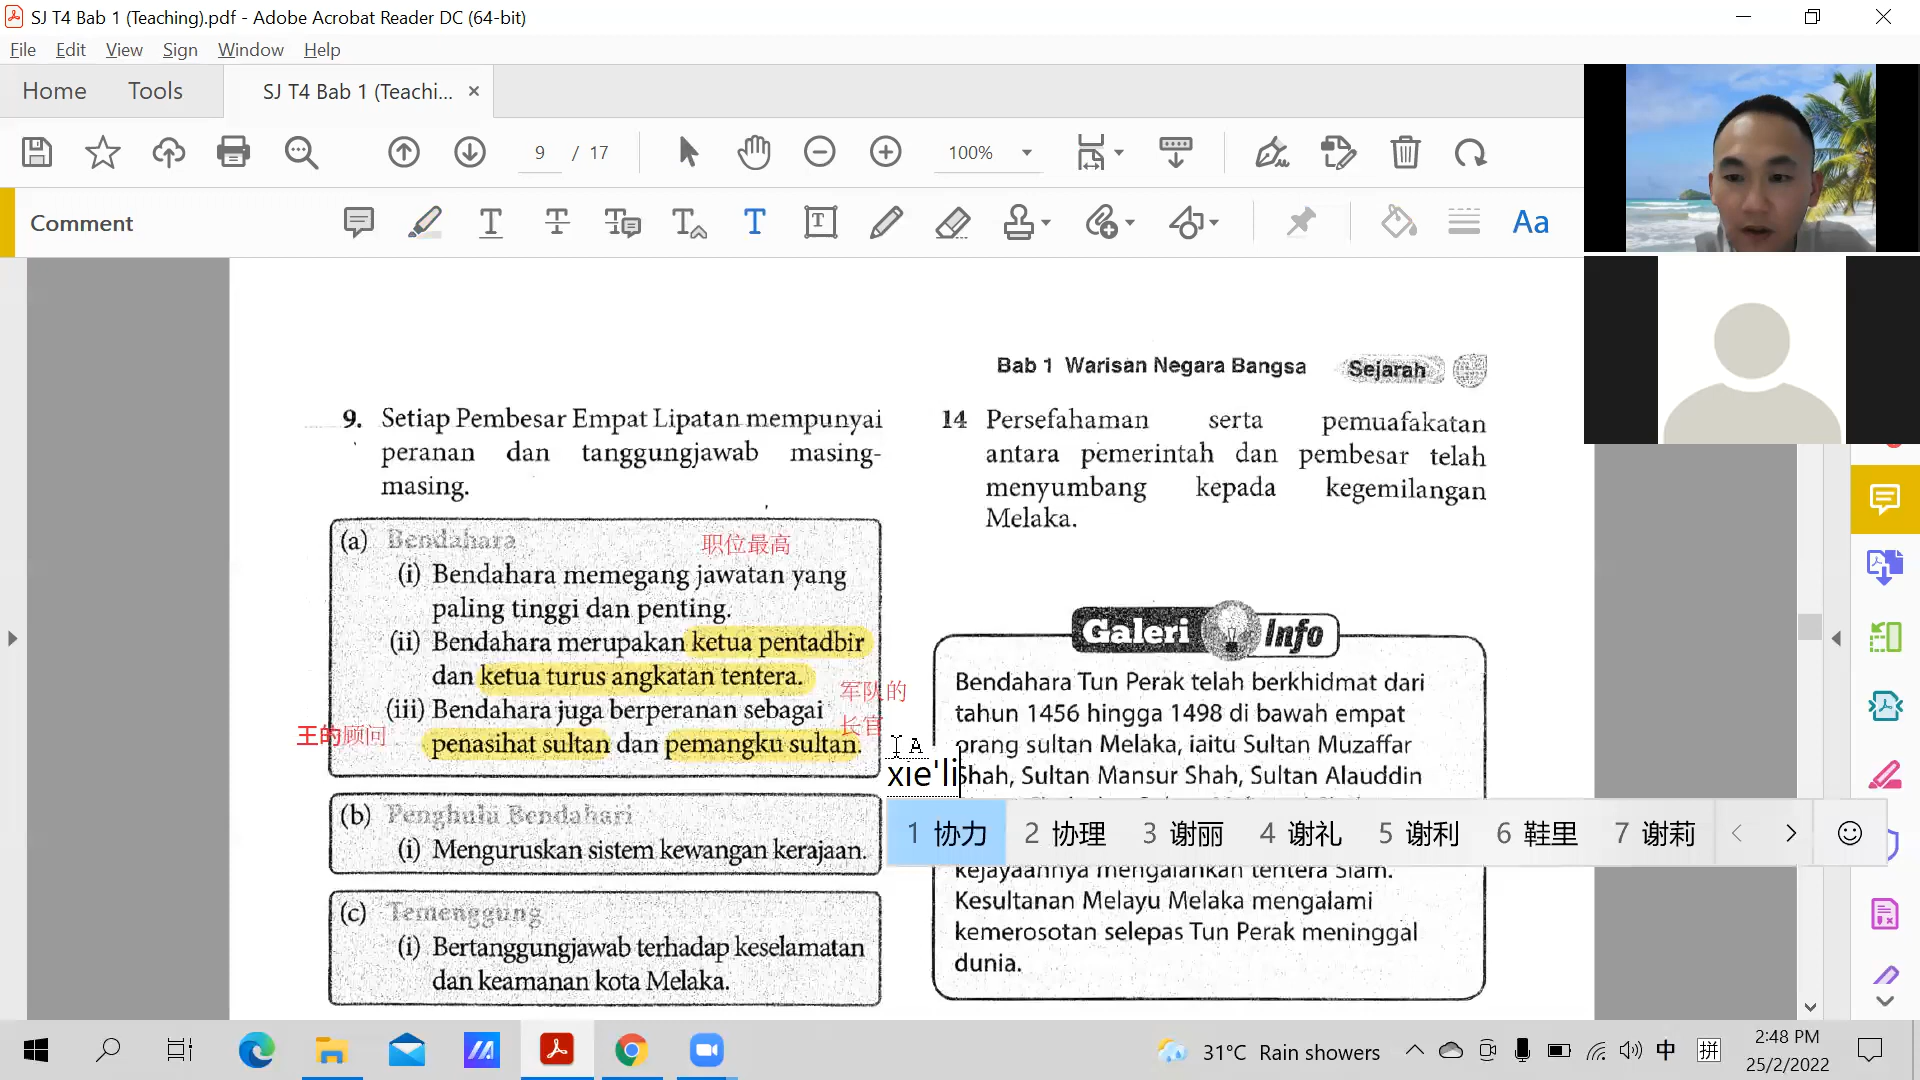 SJ T4 Bab 1 (Teaching).pdf - Adobe Acrobat Reader DC (64-bit)
File Edit View Sign Window Help
Home Tools SJ T4 Bab 1 (Teachi... ×
9 / 17 100%
Comment Aa
Bab 1 Warisan Negara Bangsa Sejarah
9. Setiap Pembesar Empat Lipatan mempunyai
peranan dan tanggungjawab masing-
masing.
(a) Bendahara
职位最高
(i) Bendahara memegang jawatan yang
paling tinggi dan penting.
(ii) Bendahara merupakan ketua pentadbir
dan ketua turus angkatan tentera.
军队的
长官
(iii) Bendahara juga berperanan sebagai
王的顾问
penasihat sultan dan pemangku sultan.
(b) Penghulu Bendahari
(i) Menguruskan sistem kewangan kerajaan.
(c) Temenggung
(i) Bertanggungjawab terhadap keselamatan
dan keamanan kota Melaka.
14 Persefahaman serta pemuafakatan
antara pemerintah dan pembesar telah
menyumbang kepada kegemilangan
Melaka.
Galeri Info
Bendahara Tun Perak telah berkhidmat dari
tahun 1456 hingga 1498 di bawah empat
orang sultan Melaka, iaitu Sultan Muzaffar
Shah, Sultan Mansur Shah, Sultan Alauddin
A
xie'li
1 协力 2 协理 3 谢丽 4 谢礼 5 谢利 6 鞋里 7 谢莉
kejayaannya mengalahkan tentera Siam.
Kesultanan Melayu Melaka mengalami
kemerosotan selepas Tun Perak meninggal
dunia.
31°C Rain showers 中 拼 2:48 PM
25/2/2022